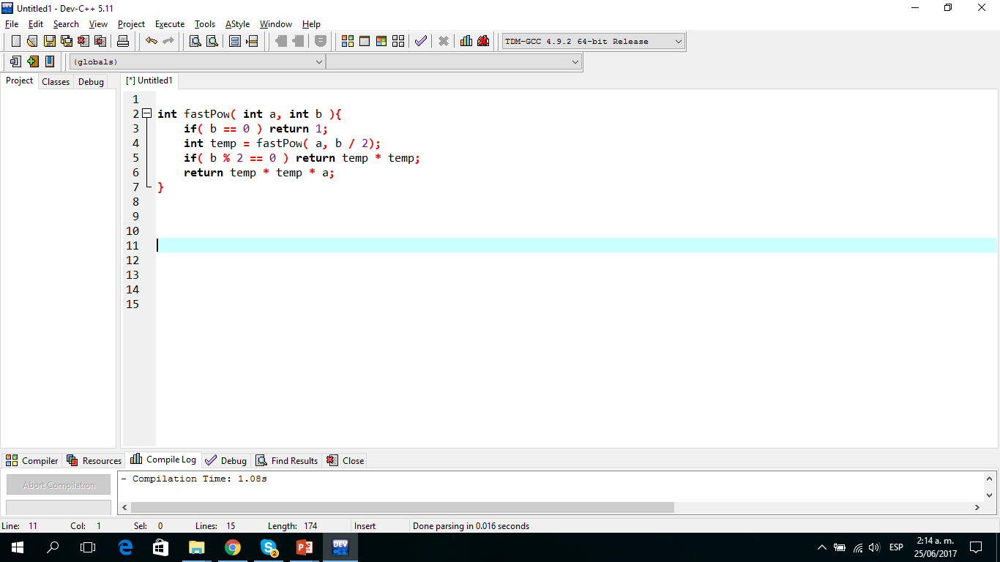 Untitled1 - Dev-C++ 5.11
File Edit Search View Project Execute Tools AStyle Window Help
TDM-GCC 4.9.2 64-bit Release
(globals)
Project Classes Debug [*] Untitled1
1
2 int fastPow( int a, int b ){
3 if( b == 0 ) return 1;
4 int temp = fastPow( a, b / 2);
5 if( b % 2 == 0 ) return temp * temp;
6 return temp * temp * a;
7 }
8
9
10
11
12
13
14
15
Compiler Resources Compile Log Debug Find Results Close
Abort Compilation
- Compilation Time: 1.08s
Line: 11 Col: 1 Sel: 0 Lines: 15 Length: 174 Insert Done parsing in 0.016 seconds
ESP
2:14 a. m.
25/06/2017